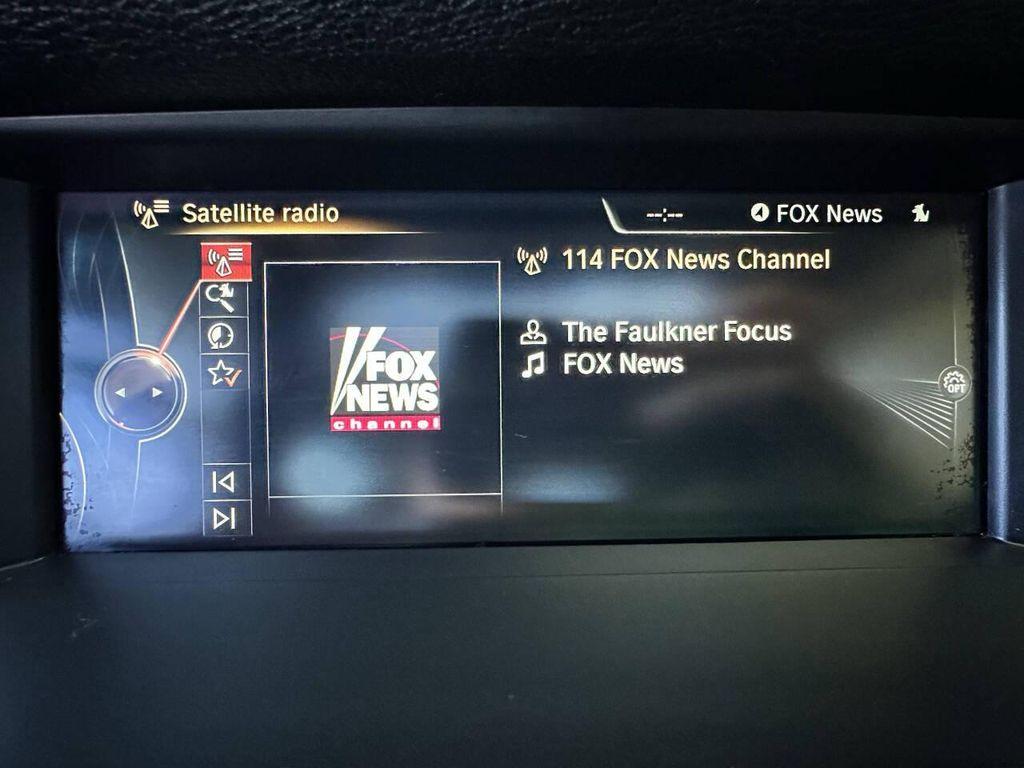 Satellite radio
--:--
FOX News
114 FOX News Channel
The Faulkner Focus
FOX News
FOX
NEWS
channel
OPT